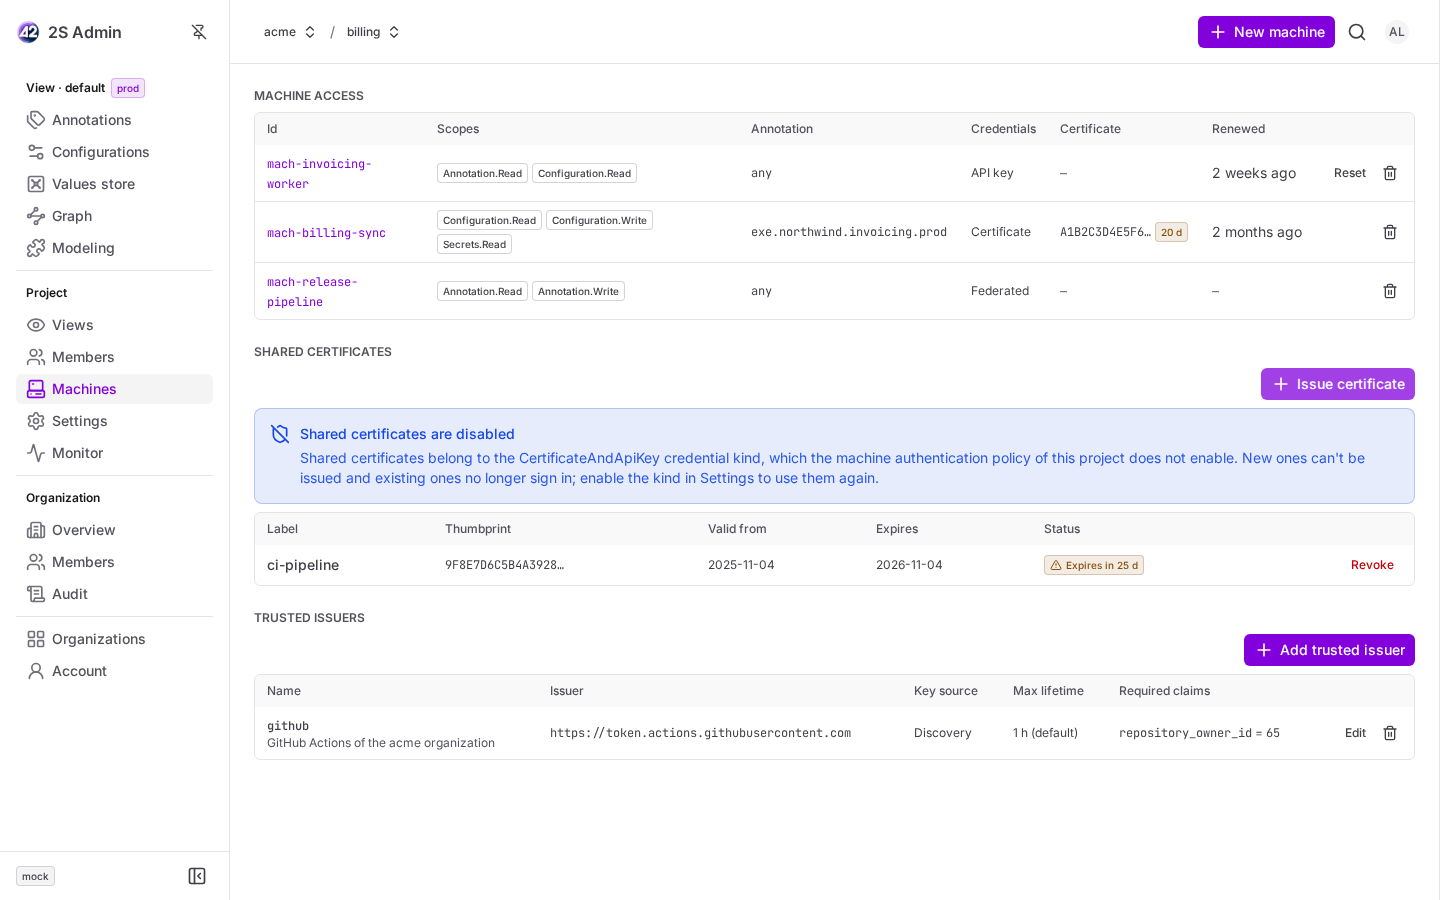 42 2S Admin
acme / billing
New machine
AL
View · default prod
Annotations
Configurations
Values store
Graph
Modeling
Project
Views
Members
Machines
Settings
Monitor
Organization
Overview
Members
Audit
Organizations
Account
mock
MACHINE ACCESS
Id Scopes Annotation Credentials Certificate Renewed
mach-invoicing-worker Annotation.Read Configuration.Read any API key – 2 weeks ago Reset
mach-billing-sync Configuration.Read Configuration.Write Secrets.Read exe.northwind.invoicing.prod Certificate A1B2C3D4E5F6… 20 d 2 months ago
mach-release-pipeline Annotation.Read Annotation.Write any Federated – –
SHARED CERTIFICATES
Issue certificate
Shared certificates are disabled
Shared certificates belong to the CertificateAndApiKey credential kind, which the machine authentication policy of this project does not enable. New ones can't be
issued and existing ones no longer sign in; enable the kind in Settings to use them again.
Label Thumbprint Valid from Expires Status
ci-pipeline 9F8E7D6C5B4A3928… 2025-11-04 2026-11-04 Expires in 25 d Revoke
TRUSTED ISSUERS
Add trusted issuer
Name Issuer Key source Max lifetime Required claims
github https://token.actions.githubusercontent.com Discovery 1 h (default) repository_owner_id = 65 Edit
GitHub Actions of the acme organization